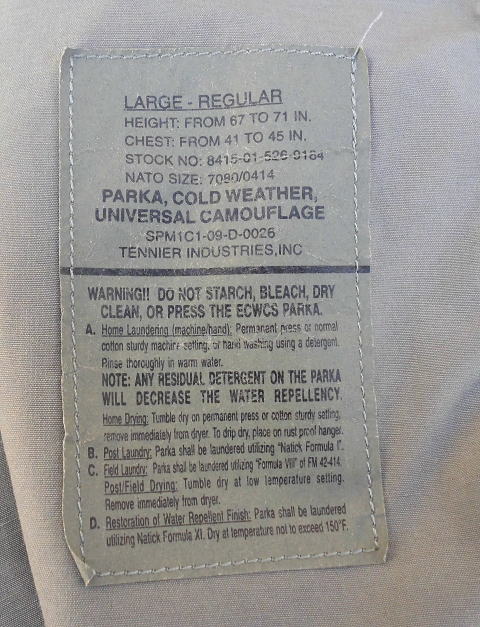 LARGE - REGULAR
HEIGHT: FROM 67 TO 71 IN.
CHEST: FROM 41 TO 45 IN.
STOCK NO: 8415-01-526-9184
NATO SIZE: 7080/0414
PARKA, COLD WEATHER,
UNIVERSAL CAMOUFLAGE
SPM1C1-09-D-0026
TENNIER INDUSTRIES,INC
WARNING!! DO NOT STARCH, BLEACH, DRY
CLEAN, OR PRESS THE ECWCS PARKA.
A. Home Laundering (machine/hand): Permanent press or normal
cotton sturdy machine setting, or hand washing using a detergent.
Rinse thoroughly in warm water.
NOTE: ANY RESIDUAL DETERGENT ON THE PARKA
WILL DECREASE THE WATER REPELLENCY.
Home Drying: Tumble dry on permanent press or cotton sturdy setting,
remove immediately from dryer. To drip dry, place on rust proof hanger.
B. Post Laundry: Parka shall be laundered utilizing "Natick Formula I".
C. Field Laundry: Parka shall be laundered utilizing "Formula VIII" of FM 42-414.
Post/Field Drying: Tumble dry at low temperature setting.
Remove immediately from dryer.
D. Restoration of Water Repellent Finish: Parka shall be laundered
utilizing Natick Formula XI. Dry at temperature not to exceed 150°F.